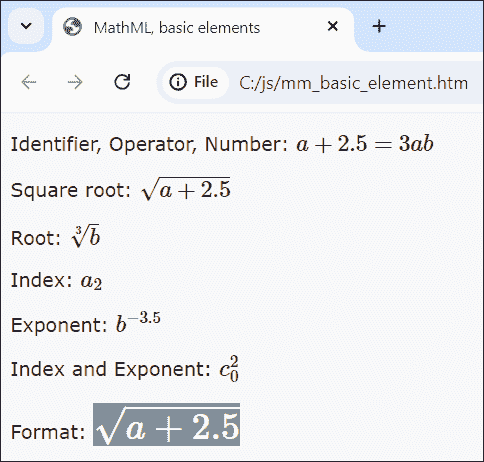 MathML, basic elements
File C:/js/mm_basic_element.htm
Identifier, Operator, Number: a + 2.5 = 3ab
Square root: √(a + 2.5)
Root: ∛b
Index: a₂
Exponent: b⁻³·⁵
Index and Exponent: c₀²
Format: √(a + 2.5)